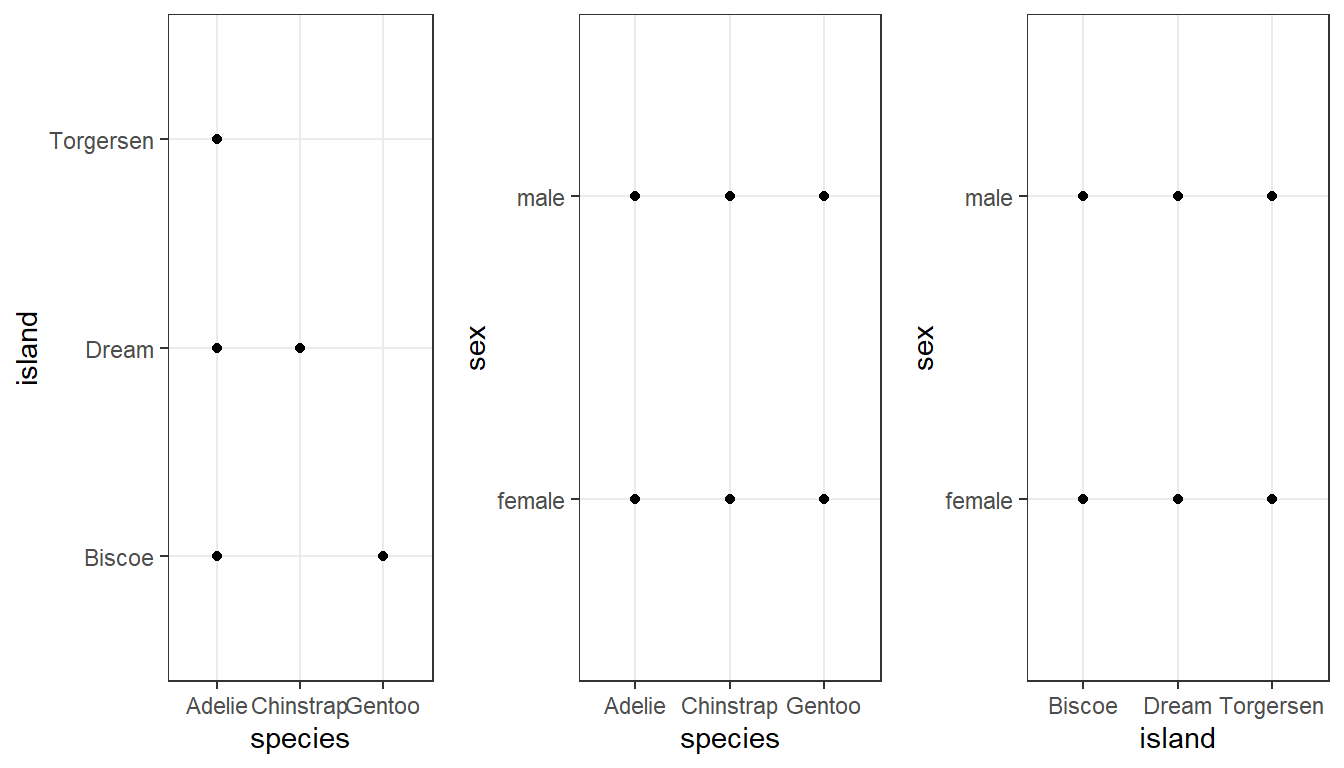 island
Torgersen
Dream
Biscoe
Adelie Chinstrap Gentoo
species
sex
male
female
Adelie Chinstrap Gentoo
species
sex
male
female
Biscoe Dream Torgersen
island